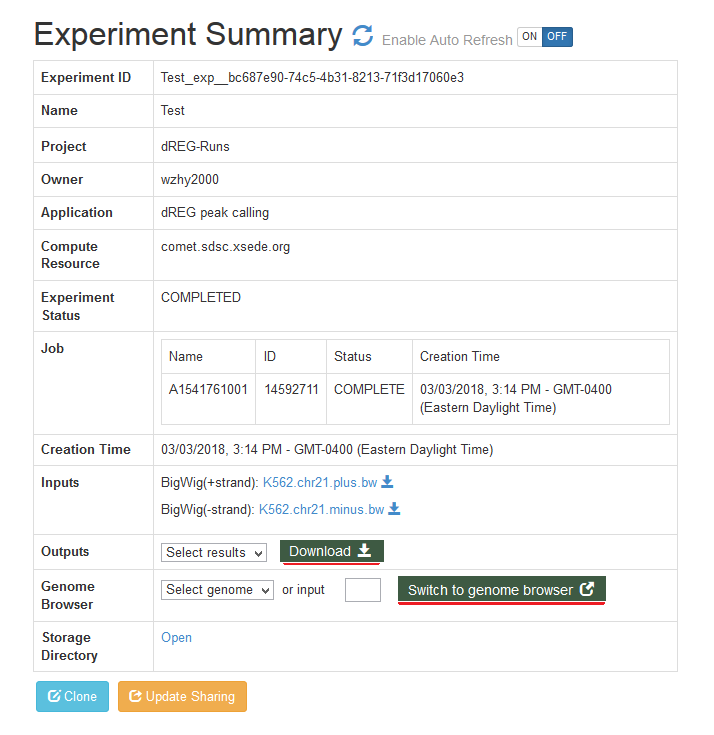 Experiment Summary Enable Auto Refresh ON OFF
Experiment ID Test_exp__bc687e90-74c5-4b31-8213-71f3d17060e3
Name Test
Project dREG-Runs
Owner wzhy2000
Application dREG peak calling
Compute Resource comet.sdsc.xsede.org
Experiment Status COMPLETED
Job
Name ID Status Creation Time
A1541761001 14592711 COMPLETE 03/03/2018, 3:14 PM - GMT-0400
(Eastern Daylight Time)
Creation Time 03/03/2018, 3:14 PM - GMT-0400 (Eastern Daylight Time)
Inputs BigWig(+strand): K562.chr21.plus.bw
BigWig(-strand): K562.chr21.minus.bw
Outputs Select results Download
Genome Browser Select genome or input Switch to genome browser
Storage Directory Open
Clone Update Sharing